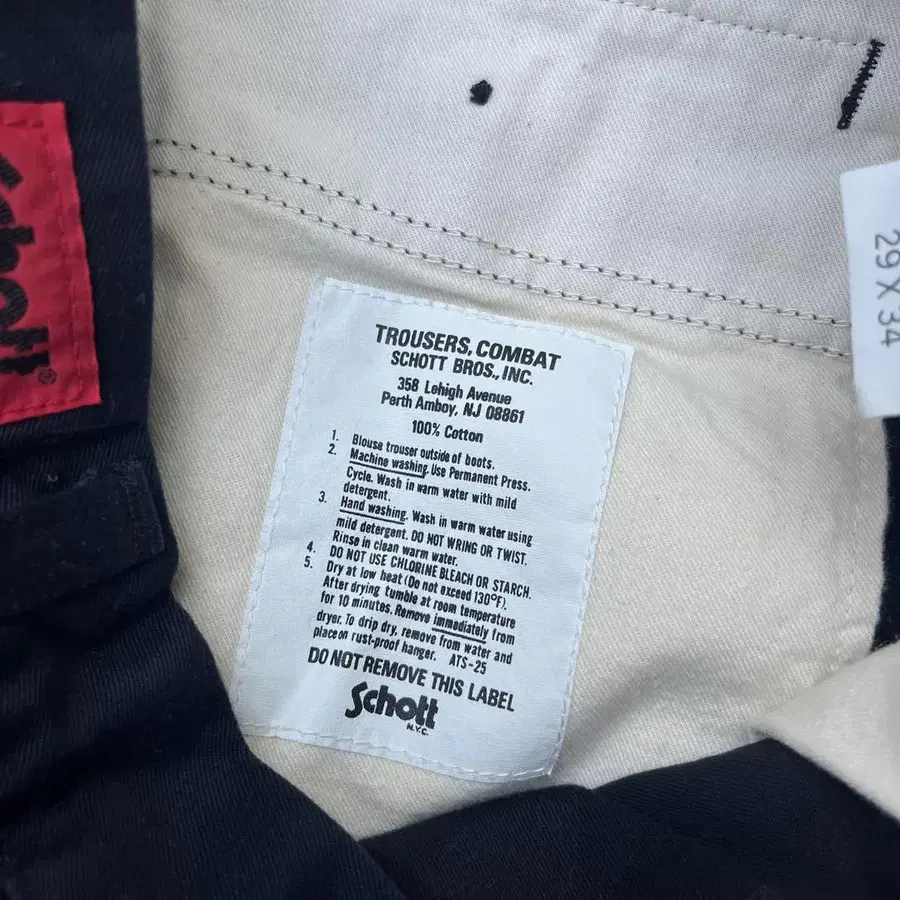 Schott®
29 X 34
TROUSERS, COMBAT
SCHOTT BROS., INC.
358 Lehigh Avenue
Perth Amboy, NJ 08861
100% Cotton
1. Blouse trouser outside of boots.
2. Machine washing. Use Permanent Press.
Cycle. Wash in warm water with mild
detergent.
3. Hand washing. Wash in warm water using
mild detergent. DO NOT WRING OR TWIST.
Rinse in clean warm water.
4. DO NOT USE CHLORINE BLEACH OR STARCH.
5. Dry at low heat (Do not exceed 130°F).
After drying tumble at room temperature
for 10 minutes. Remove immediately from
dryer. To drip dry, remove from water and
place on rust-proof hanger. ATS-25
DO NOT REMOVE THIS LABEL
Schott
N.Y.C.